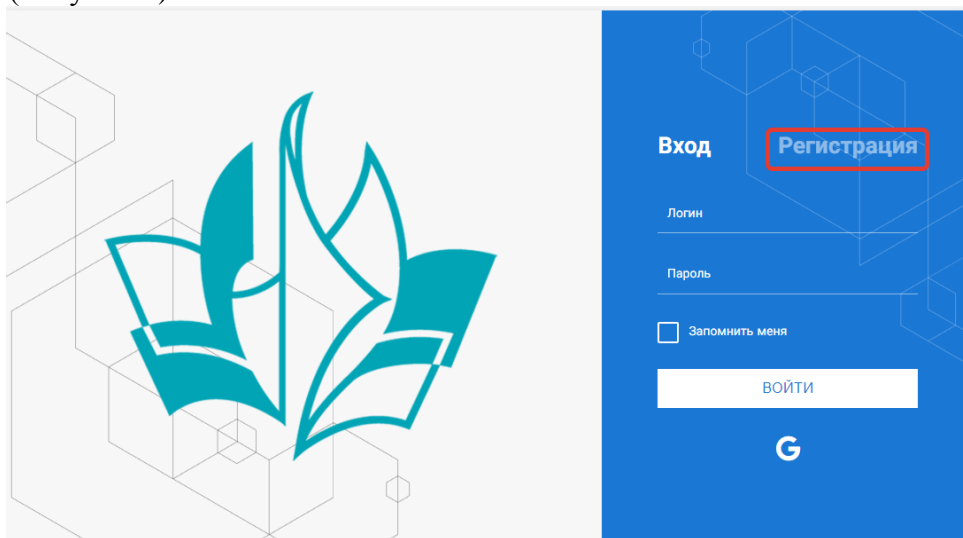 Вход Регистрация
Логин
Пароль
Запомнить меня
ВОЙТИ
G